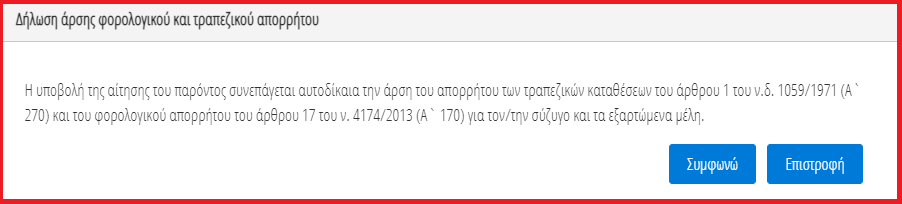 Δήλωση άρσης φορολογικού και τραπεζικού απορρήτου
Η υποβολή της αίτησης του παρόντος συνεπάγεται αυτοδίκαια την άρση του απορρήτου των τραπεζικών καταθέσεων του άρθρου 1 του ν.δ. 1059/1971 (Α`
270) και του φορολογικού απορρήτου του άρθρου 17 του ν. 4174/2013 (Α` 170) για τον/την σύζυγο και τα εξαρτώμενα μέλη.
Συμφωνώ Επιστροφή